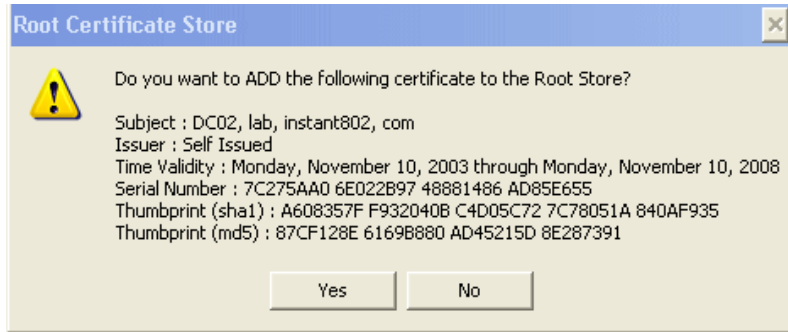 Root Certificate Store
Do you want to ADD the following certificate to the Root Store?
Subject : DC02, lab, instant802, com
Issuer : Self Issued
Time Validity : Monday, November 10, 2003 through Monday, November 10, 2008
Serial Number : 7C275AA0 6E022B97 48881486 AD85E655
Thumbprint (sha1) : A608357F F932040B C4D05C72 7C78051A 840AF935
Thumbprint (md5) : 87CF128E 6169B880 AD45215D 8E287391
Yes No